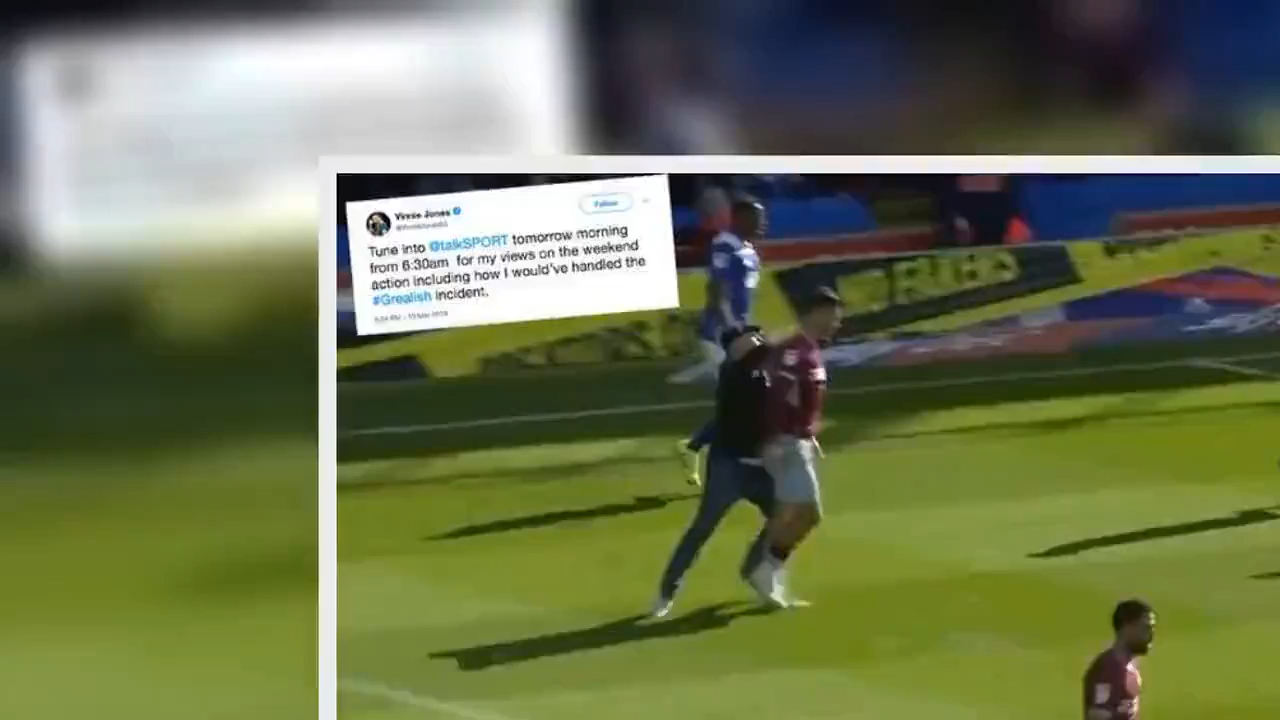 Vinnie Jones
Follow
Tune into @talkSPORT tomorrow morning
from 6:30am for my views on the weekend
action including how I would've handled the
#Grealish incident.